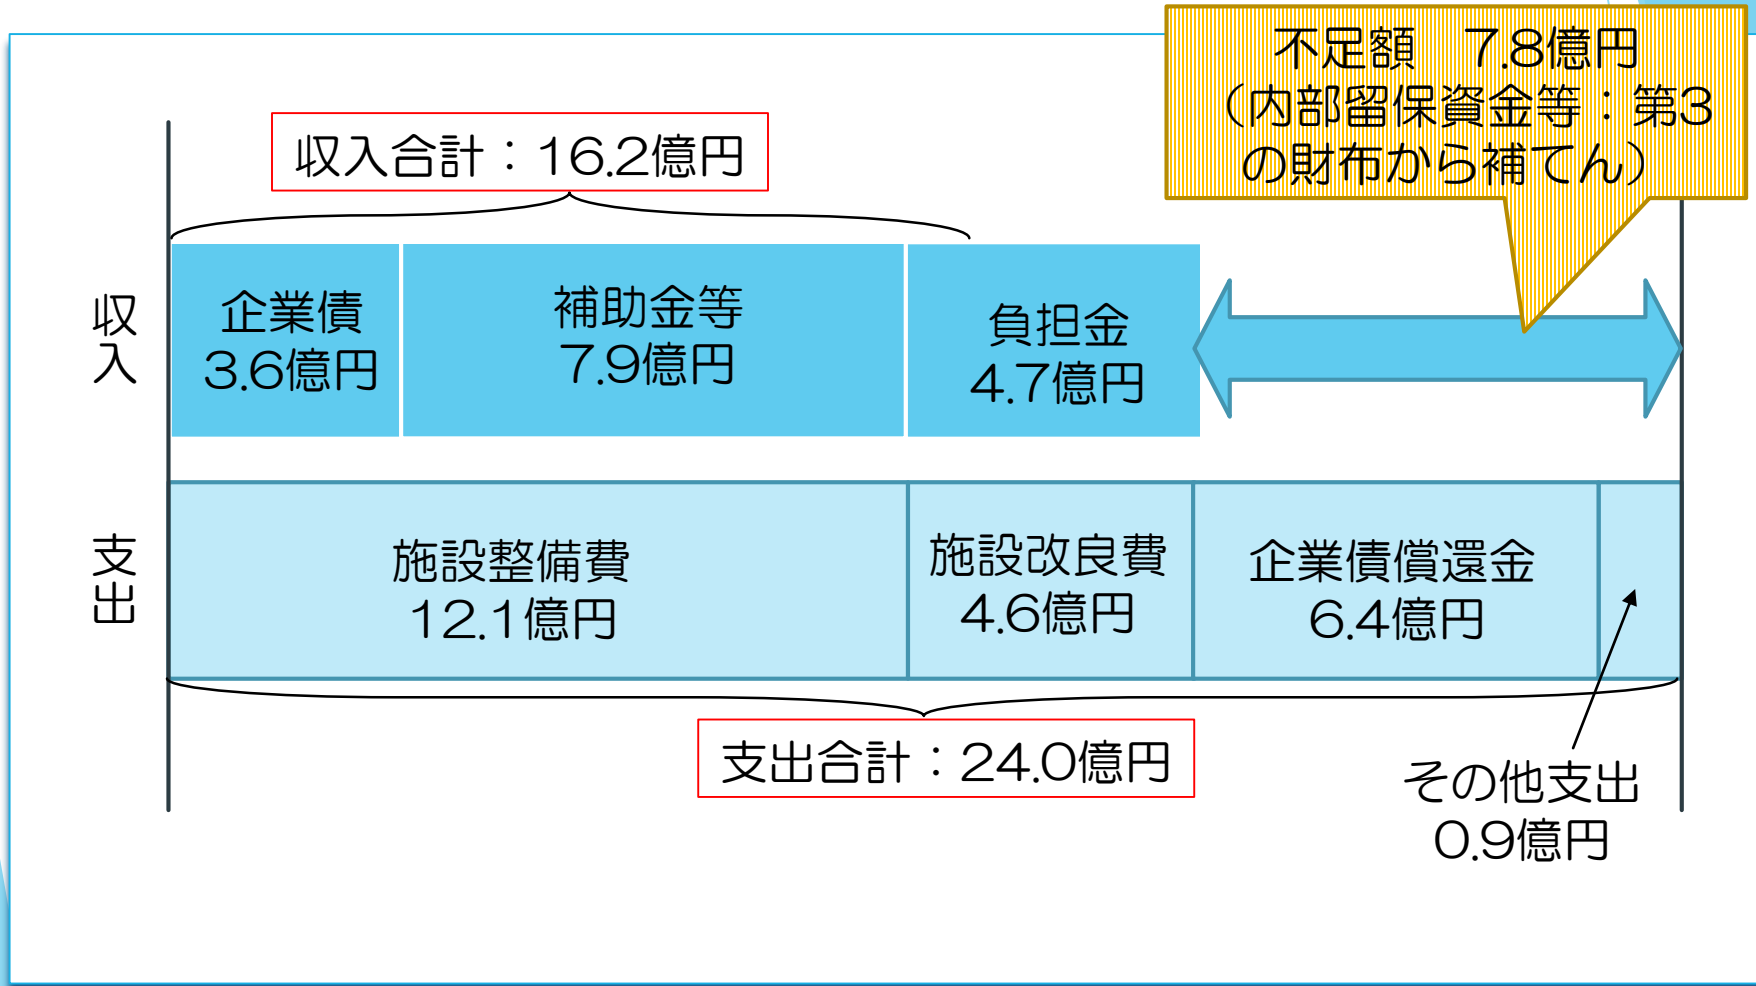 不足額　7.8億円
（内部留保資金等：第3
の財布から補てん）
収入合計：16.2億円
収入
企業債
3.6億円
補助金等
7.9億円
負担金
4.7億円
支出
施設整備費
12.1億円
施設改良費
4.6億円
企業債償還金
6.4億円
支出合計：24.0億円
その他支出
0.9億円